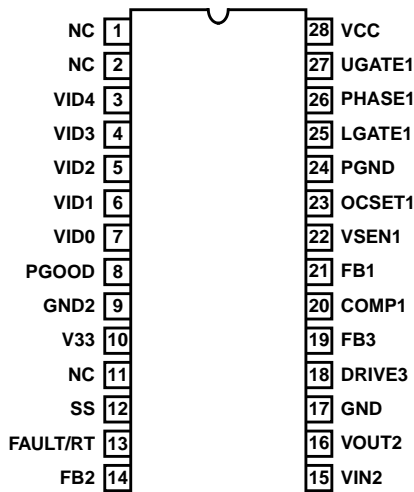 NC 1 28 VCC
NC 2 27 UGATE1
VID4 3 26 PHASE1
VID3 4 25 LGATE1
VID2 5 24 PGND
VID1 6 23 OCSET1
VID0 7 22 VSEN1
PGOOD 8 21 FB1
GND2 9 20 COMP1
V33 10 19 FB3
NC 11 18 DRIVE3
SS 12 17 GND
FAULT/RT 13 16 VOUT2
FB2 14 15 VIN2